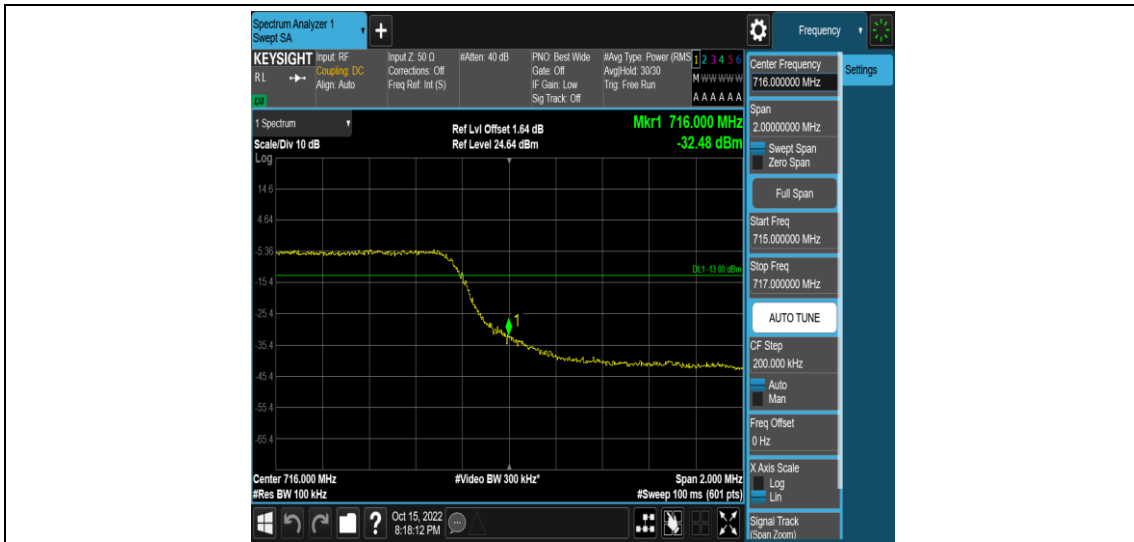 Spectrum Analyzer 1
Swept SA
+
Frequency
KEYSIGHT
RL
LXI
Input: RF
Coupling: DC
Align: Auto
Input Z: 50 Ω
Corrections: Off
Freq Ref: Int (S)
#Atten: 40 dB
PNO: Best Wide
Gate: Off
IF Gain: Low
Sig Track: Off
#Avg Type: Power (RMS
Avg|Hold: 30/30
Trig: Free Run
1 2 3 4 5 6
M W W W W W
A A A A A A
1 Spectrum
Scale/Div 10 dB
Log
Ref Lvl Offset 1.64 dB
Ref Level 24.64 dBm
Mkr1 716.000 MHz
-32.48 dBm
14.6
4.64
-5.36
-15.4
-25.4
-35.4
-45.4
-55.4
-65.4
DL1 -13.00 dBm
1
Center 716.000 MHz
#Res BW 100 kHz
#Video BW 300 kHz*
Span 2.000 MHz
#Sweep 100 ms (601 pts)
?
Oct 15, 2022
8:18:12 PM
Settings
Center Frequency
716.000000 MHz
Span
2.00000000 MHz
Swept Span
Zero Span
Full Span
Start Freq
715.000000 MHz
Stop Freq
717.000000 MHz
AUTO TUNE
CF Step
200.000 kHz
Auto
Man
Freq Offset
0 Hz
X Axis Scale
Log
Lin
Signal Track
(Span Zoom)